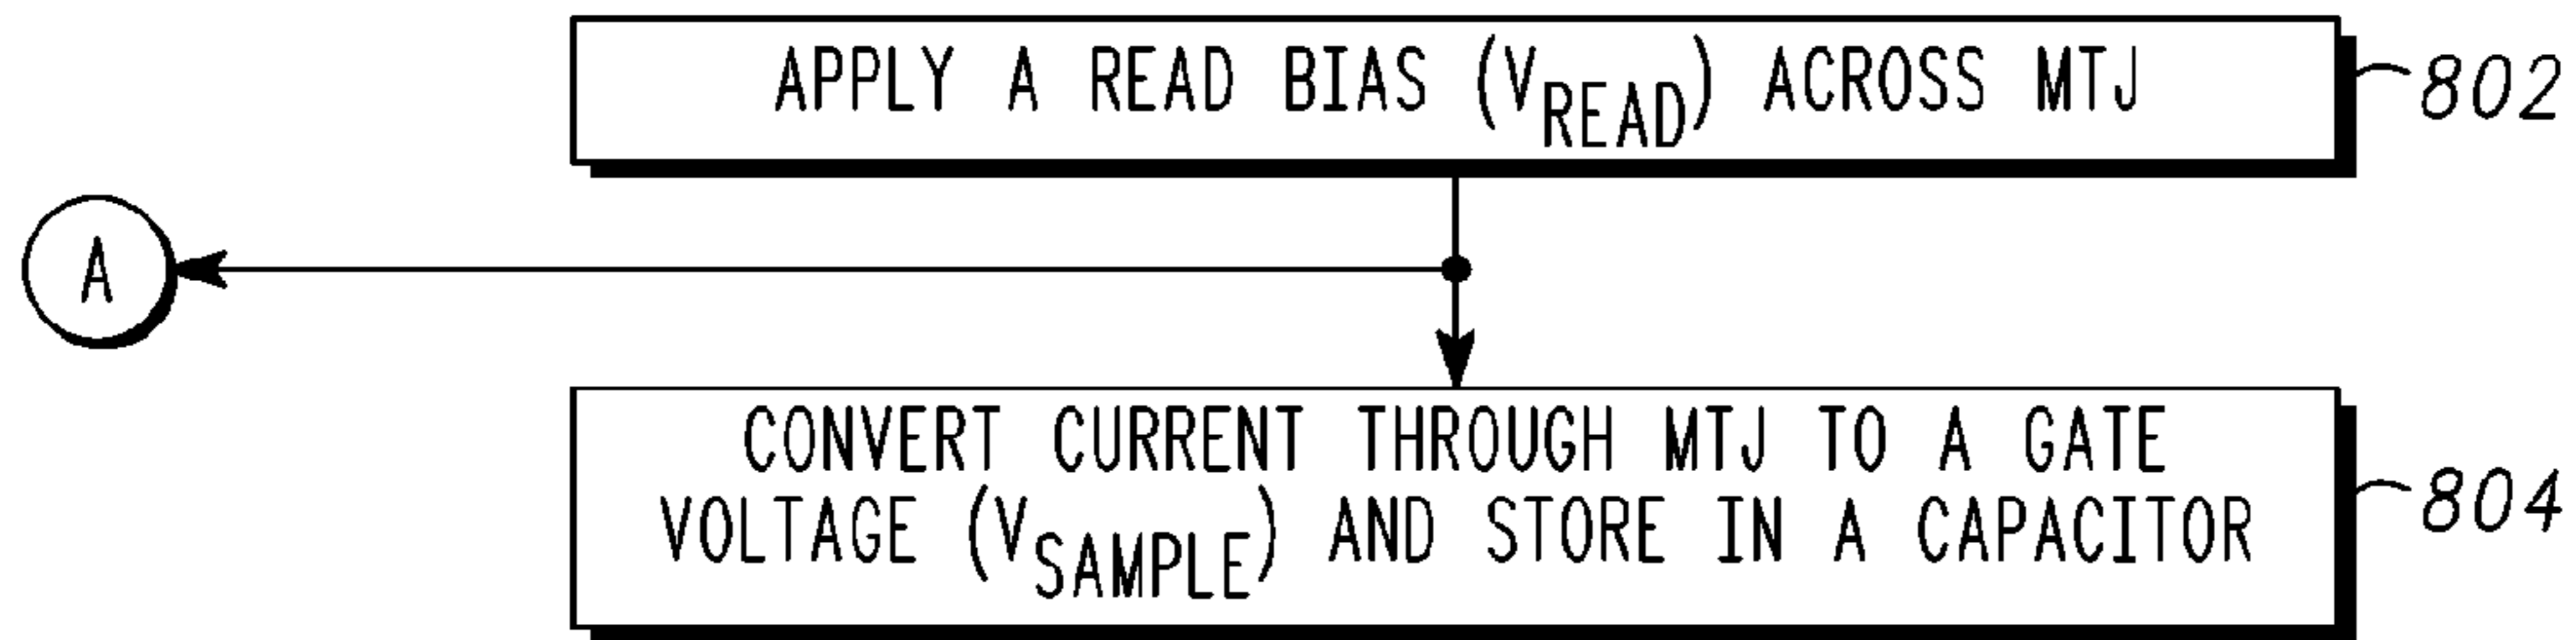 APPLY A READ BIAS (VREAD) ACROSS MTJ
802
A
CONVERT CURRENT THROUGH MTJ TO A GATE
VOLTAGE (VSAMPLE) AND STORE IN A CAPACITOR
804